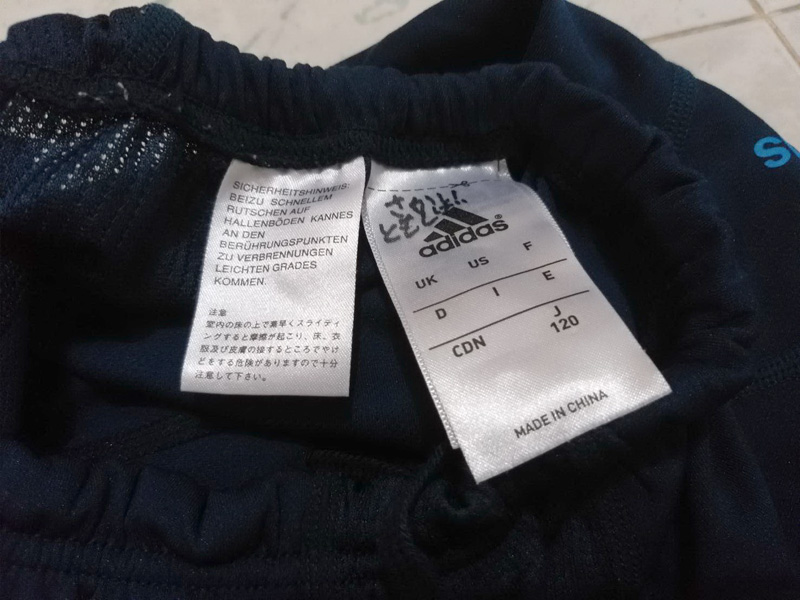 SICHERHEITSHINWEIS:
BEIZU SCHNELLEM
RUTSCHEN AUF
HALLENBÖDEN KANNES
AN DEN
BERÜHRUNGSPUNKTEN
ZU VERBRENNUNGEN
LEICHTEN GRADES
KOMMEN.
注意
室内の床の上で素早くスライディ
ングすると摩擦が起こり、床、衣
服及び皮膚の接するところでやけ
どをする危険がありますので十分
注意して下さい。
adidas®
UK US F
D I E
CDN J
120
MADE IN CHINA